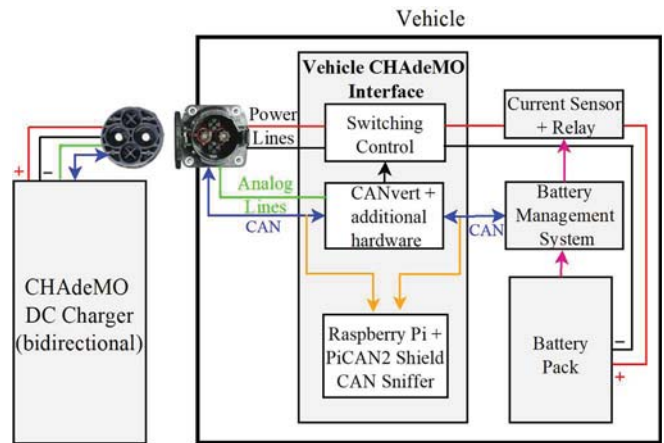 Vehicle
Vehicle CHAdeMO
Interface
Power
Lines
Switching
Control
Current Sensor
+ Relay
+
−
Analog
Lines
CAN
CANvert +
additional
hardware
CAN
Battery
Management
System
CHAdeMO
DC Charger
(bidirectional)
Raspberry Pi +
PiCAN2 Shield
CAN Sniffer
Battery
Pack
−
+